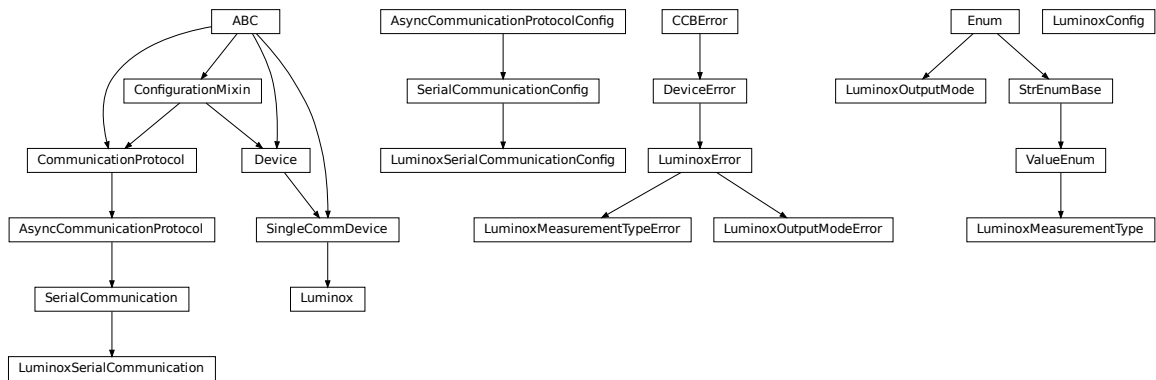 ABC
AsyncCommunicationProtocolConfig
CCBError
Enum
LuminoxConfig
ConfigurationMixin
SerialCommunicationConfig
DeviceError
LuminoxOutputMode
StrEnumBase
CommunicationProtocol
Device
LuminoxSerialCommunicationConfig
LuminoxError
ValueEnum
AsyncCommunicationProtocol
SingleCommDevice
LuminoxMeasurementTypeError
LuminoxOutputModeError
LuminoxMeasurementType
SerialCommunication
Luminox
LuminoxSerialCommunication